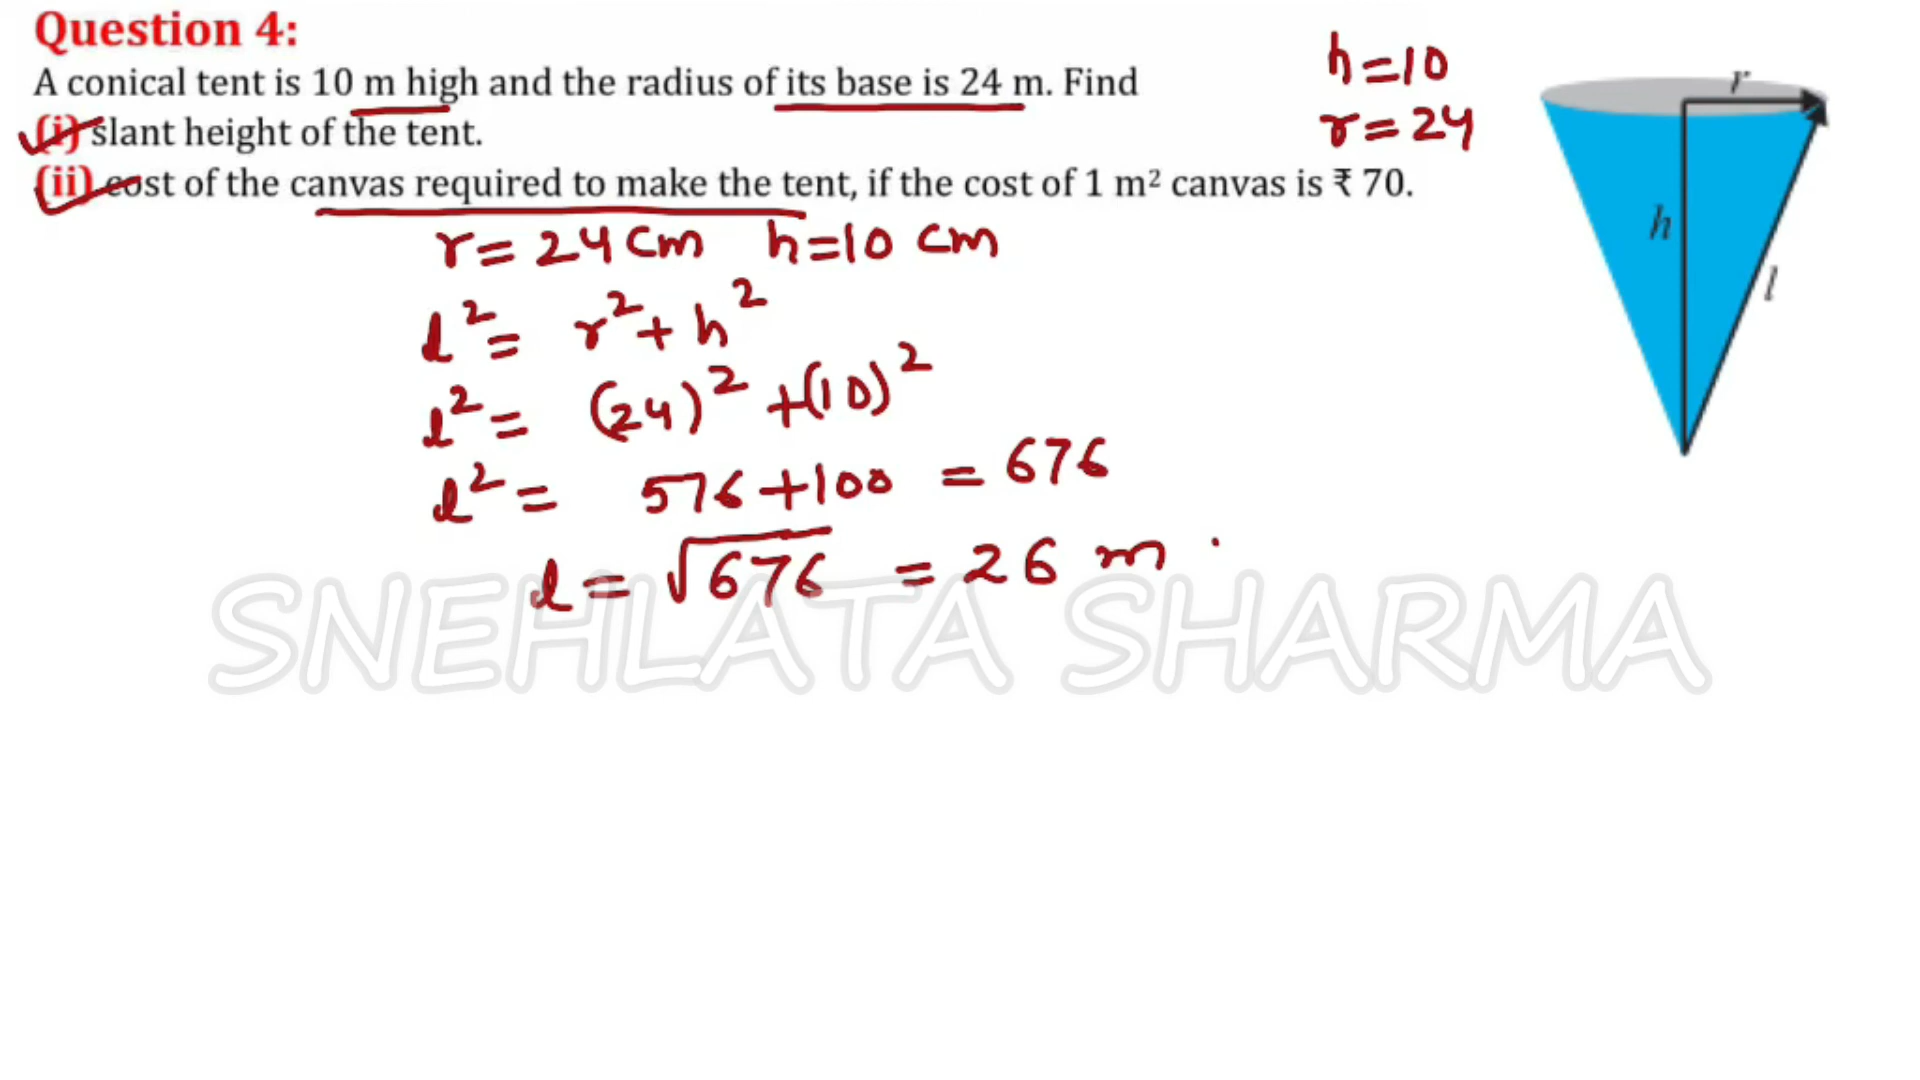 Question 4:
A conical tent is 10 m high and the radius of its base is 24 m. Find
(i) slant height of the tent.
(ii) cost of the canvas required to make the tent, if the cost of 1 m² canvas is ₹ 70.
h=10
r=24
r
h
l
r=24 cm h=10 cm
l²= r²+h²
l²= (24)²+(10)²
l²= 576+100 = 676
l= √676 = 26 m .
SNEHLATA SHARMA